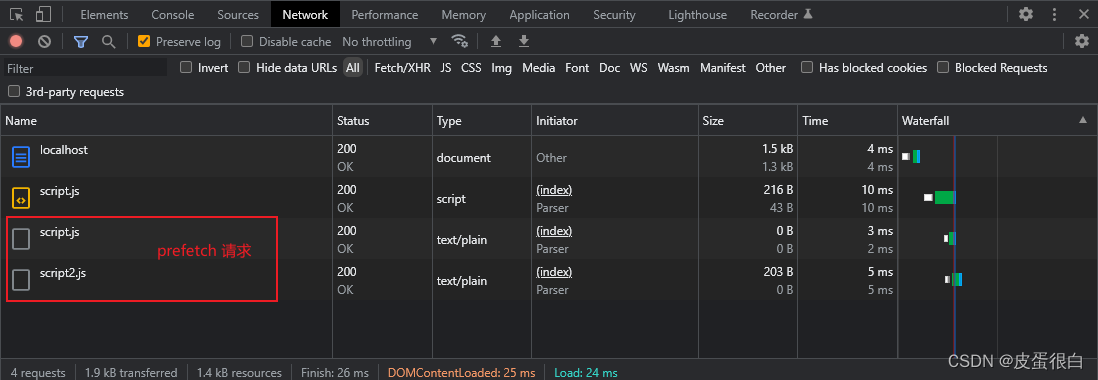 Elements Console Sources Network Performance Memory Application Security Lighthouse Recorder
Preserve log Disable cache No throttling
Filter Invert Hide data URLs All Fetch/XHR JS CSS Img Media Font Doc WS Wasm Manifest Other Has blocked cookies Blocked Requests
3rd-party requests
Name Status Type Initiator Size Time Waterfall
localhost 200 OK document Other 1.5 kB 1.3 kB 4 ms 4 ms
script.js 200 OK script (index) Parser 216 B 43 B 10 ms 10 ms
script.js 200 OK text/plain (index) Parser 0 B 0 B 3 ms 2 ms
prefetch 请求
script2.js 200 OK text/plain (index) Parser 203 B 0 B 5 ms 5 ms
4 requests 1.9 kB transferred 1.4 kB resources Finish: 26 ms DOMContentLoaded: 25 ms Load: 24 ms
CSDN @皮蛋很白